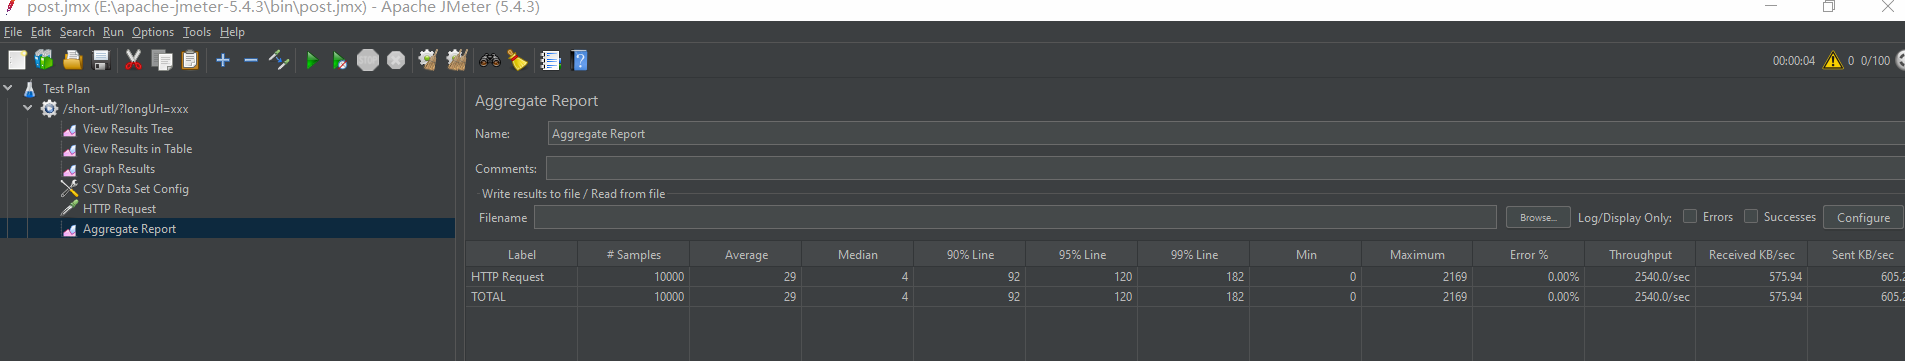 post.jmx (E:\apache-jmeter-5.4.3\bin\post.jmx) - Apache JMeter (5.4.3)
File Edit Search Run Options Tools Help
00:00:04 0 0/100
Test Plan
/short-utl/?longUrl=xxx
View Results Tree
View Results in Table
Graph Results
CSV Data Set Config
HTTP Request
Aggregate Report
Aggregate Report
Name: Aggregate Report
Comments:
Write results to file / Read from file
Filename Browse... Log/Display Only: Errors Successes Configure
Label # Samples Average Median 90% Line 95% Line 99% Line Min Maximum Error % Throughput Received KB/sec Sent KB/sec
HTTP Request 10000 29 4 92 120 182 0 2169 0.00% 2540.0/sec 575.94 605.2
TOTAL 10000 29 4 92 120 182 0 2169 0.00% 2540.0/sec 575.94 605.2